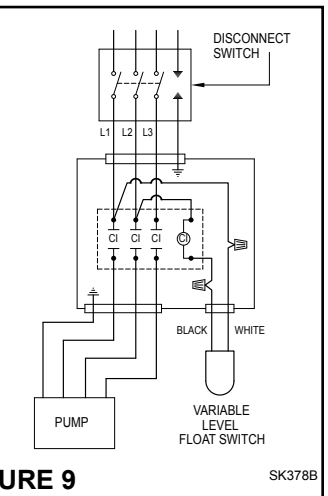 DISCONNECT
SWITCH
L1 L2 L3
CI CI CI CI
BLACK WHITE
PUMP
VARIABLE
LEVEL
FLOAT SWITCH
URE 9
SK378B